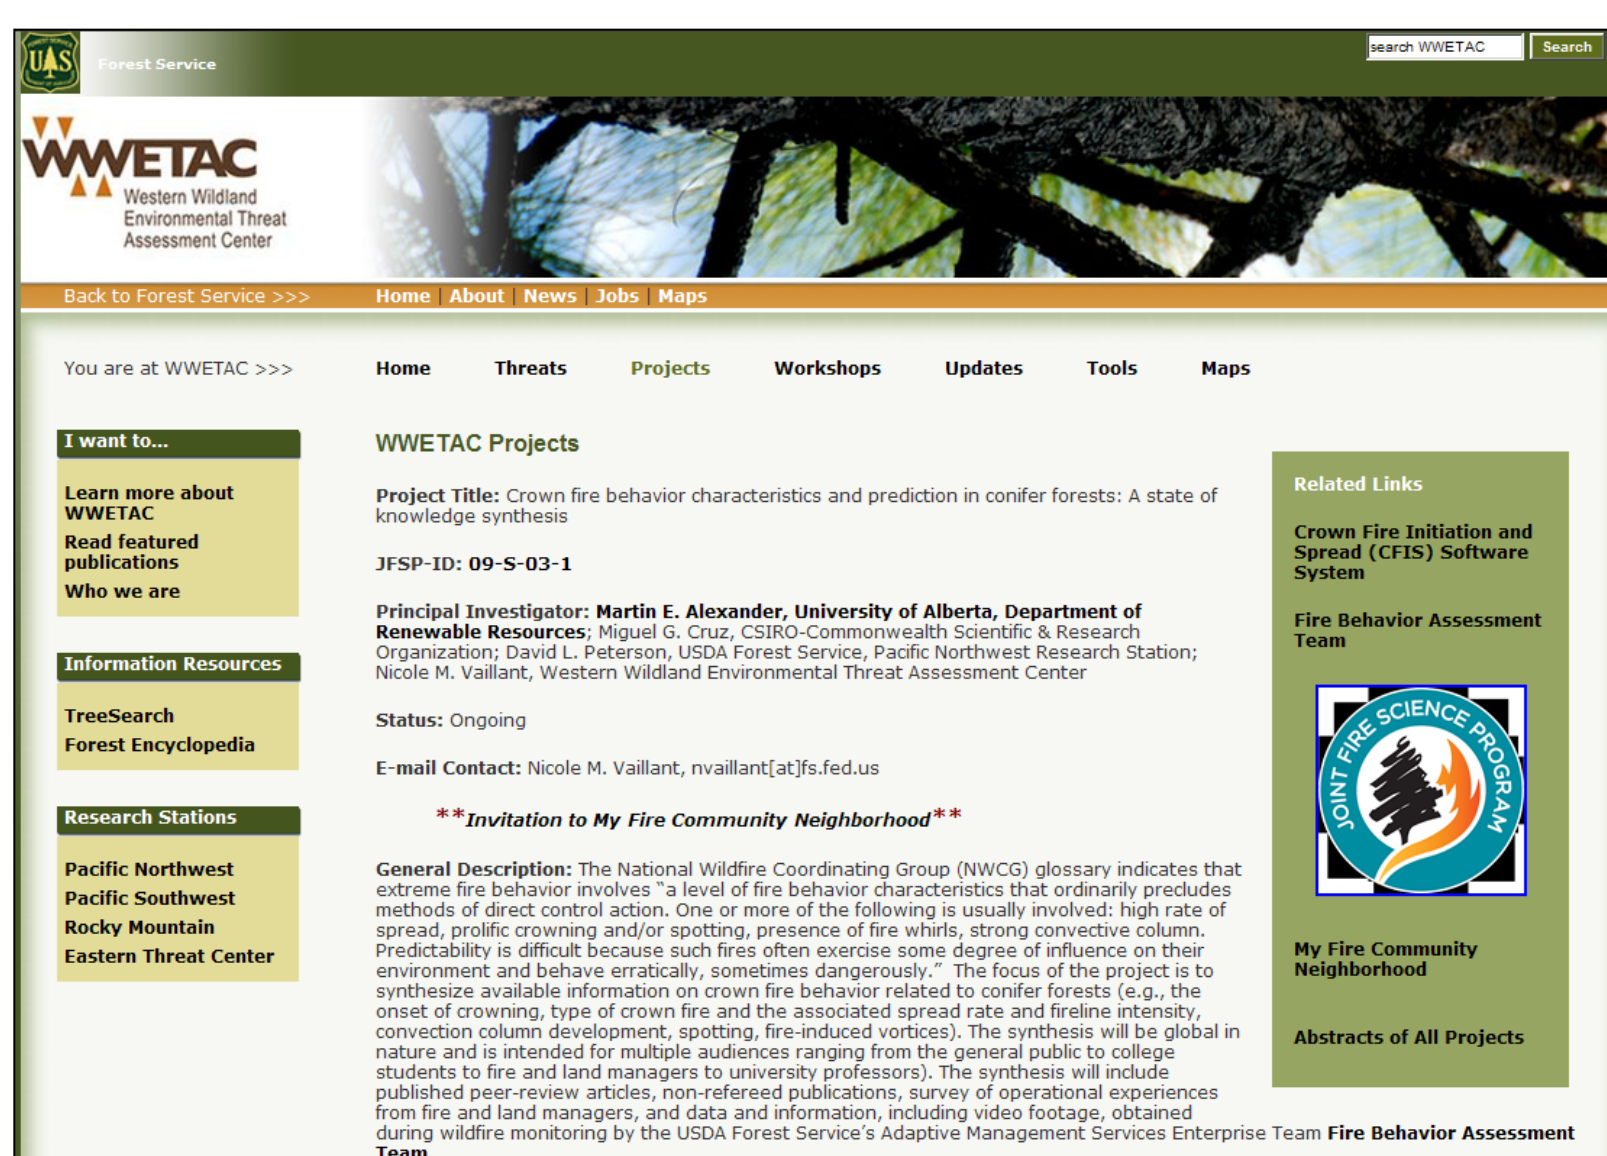 Forest Service
search WWETAC
Search
WWETAC
Western Wildland
Environmental Threat
Assessment Center
Back to Forest Service >>>
Home | About | News | Jobs | Maps
You are at WWETAC >>>
Home Threats Projects Workshops Updates Tools Maps
I want to...
Learn more about
WWETAC
Read featured
publications
Who we are
Information Resources
TreeSearch
Forest Encyclopedia
Research Stations
Pacific Northwest
Pacific Southwest
Rocky Mountain
Eastern Threat Center
WWETAC Projects
Project Title: Crown fire behavior characteristics and prediction in conifer forests: A state of
knowledge synthesis
JFSP-ID: 09-S-03-1
Principal Investigator: Martin E. Alexander, University of Alberta, Department of
Renewable Resources; Miguel G. Cruz, CSIRO-Commonwealth Scientific & Research
Organization; David L. Peterson, USDA Forest Service, Pacific Northwest Research Station;
Nicole M. Vaillant, Western Wildland Environmental Threat Assessment Center
Status: Ongoing
E-mail Contact: Nicole M. Vaillant, nvaillant[at]fs.fed.us
**Invitation to My Fire Community Neighborhood**
General Description: The National Wildfire Coordinating Group (NWCG) glossary indicates that
extreme fire behavior involves “a level of fire behavior characteristics that ordinarily precludes
methods of direct control action. One or more of the following is usually involved: high rate of
spread, prolific crowning and/or spotting, presence of fire whirls, strong convective column.
Predictability is difficult because such fires often exercise some degree of influence on their
environment and behave erratically, sometimes dangerously.” The focus of the project is to
synthesize available information on crown fire behavior related to conifer forests (e.g., the
onset of crowning, type of crown fire and the associated spread rate and fireline intensity,
convection column development, spotting, fire-induced vortices). The synthesis will be global in
nature and is intended for multiple audiences ranging from the general public to college
students to fire and land managers to university professors). The synthesis will include
published peer-review articles, non-refereed publications, survey of operational experiences
from fire and land managers, and data and information, including video footage, obtained
during wildfire monitoring by the USDA Forest Service’s Adaptive Management Services Enterprise Team Fire Behavior Assessment
Team
Related Links
Crown Fire Initiation and
Spread (CFIS) Software
System
Fire Behavior Assessment
Team
JOINT FIRE SCIENCE PROGRAM
My Fire Community
Neighborhood
Abstracts of All Projects